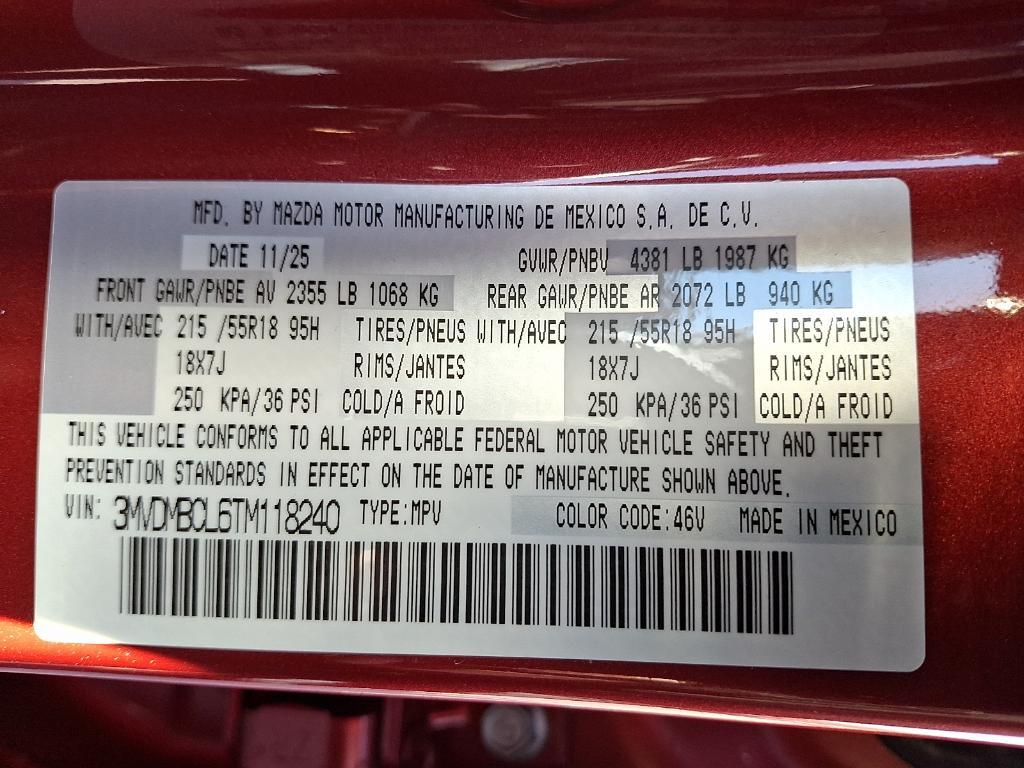 MFD. BY MAZDA MOTOR MANUFACTURING DE MEXICO S.A. DE C.V.
DATE 11/25 GVWR/PNBV 4381 LB 1987 KG
FRONT GAWR/PNBE AV 2355 LB 1068 KG REAR GAWR/PNBE AR 2072 LB 940 KG
WITH/AVEC 215 /55R18 95H TIRES/PNEUS WITH/AVEC 215 /55R18 95H TIRES/PNEUS
18X7J RIMS/JANTES 18X7J RIMS/JANTES
250 KPA/36 PSI COLD/A FROID 250 KPA/36 PSI COLD/A FROID
THIS VEHICLE CONFORMS TO ALL APPLICABLE FEDERAL MOTOR VEHICLE SAFETY AND THEFT
PREVENTION STANDARDS IN EFFECT ON THE DATE OF MANUFACTURE SHOWN ABOVE.
VIN: 3MVDMBCL6TM118240 TYPE:MPV COLOR CODE:46V MADE IN MEXICO